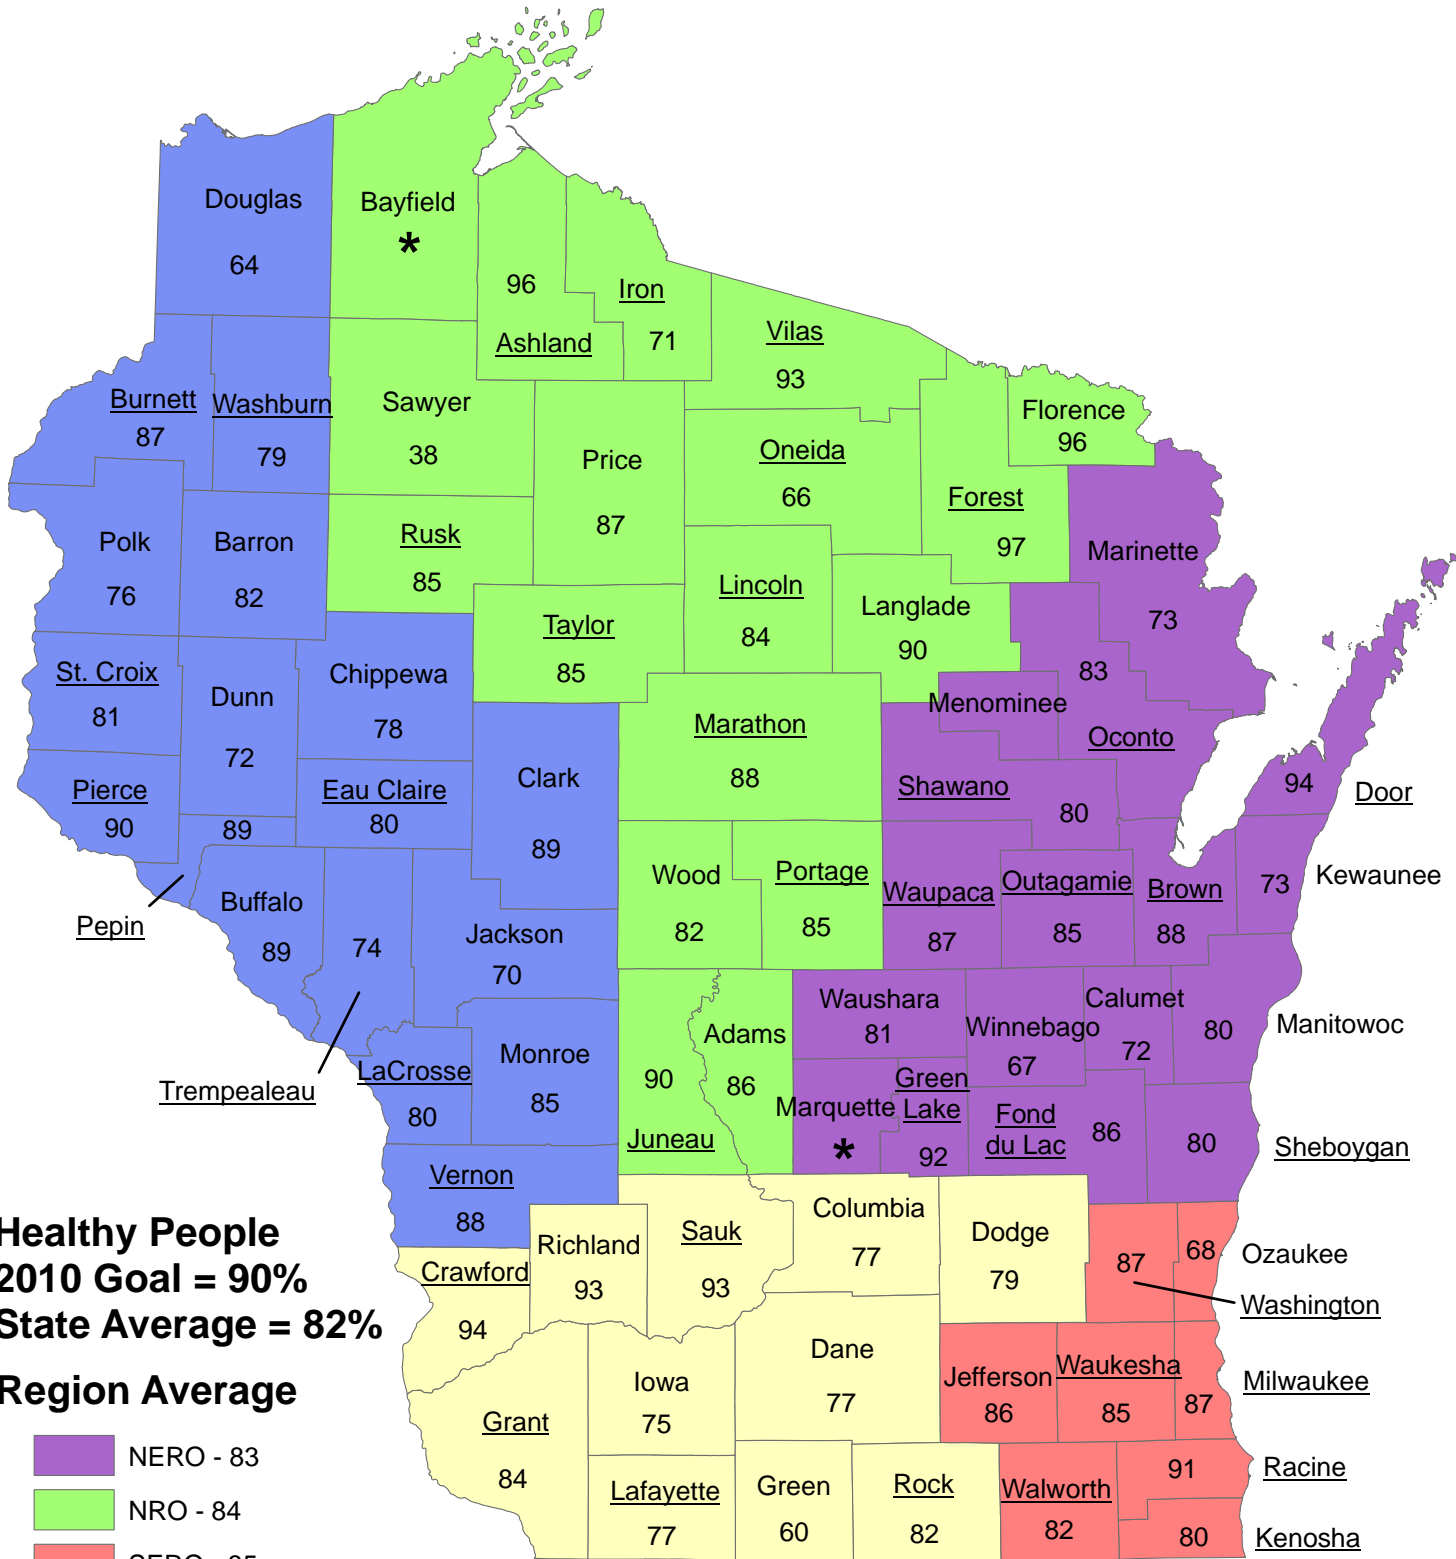 Douglas
64
Bayfield
*
96
Ashland
Iron
71
Vilas
93
Burnett
87
Washburn
79
Sawyer
38
Price
87
Oneida
66
Florence
96
Forest
97
Polk
76
Barron
82
Rusk
85
Taylor
85
Lincoln
84
Langlade
90
Marinette
73
St. Croix
81
Dunn
72
Chippewa
78
Marathon
88
Menominee
83
Oconto
Pierce
90
89
Pepin
Eau Claire
80
Clark
89
Shawano
80
94
Door
Buffalo
89
74
Trempealeau
Jackson
70
Wood
82
Portage
85
Waupaca
87
Outagamie
85
Brown
88
73
Kewaunee
LaCrosse
80
Monroe
85
90
Juneau
Adams
86
Waushara
81
Winnebago
67
Calumet
72
80
Manitowoc
Marquette
*
Green
Lake
92
Fond
du Lac
86
80
Sheboygan
Vernon
88
Crawford
94
Richland
93
Sauk
93
Columbia
77
Dodge
79
87
Washington
68
Ozaukee
Grant
84
Iowa
75
Dane
77
Jefferson
86
Waukesha
85
87
Milwaukee
Lafayette
77
Green
60
Rock
82
Walworth
82
91
Racine
80
Kenosha
Healthy People
2010 Goal = 90%
State Average = 82%
Region Average
NERO - 83
NRO - 84